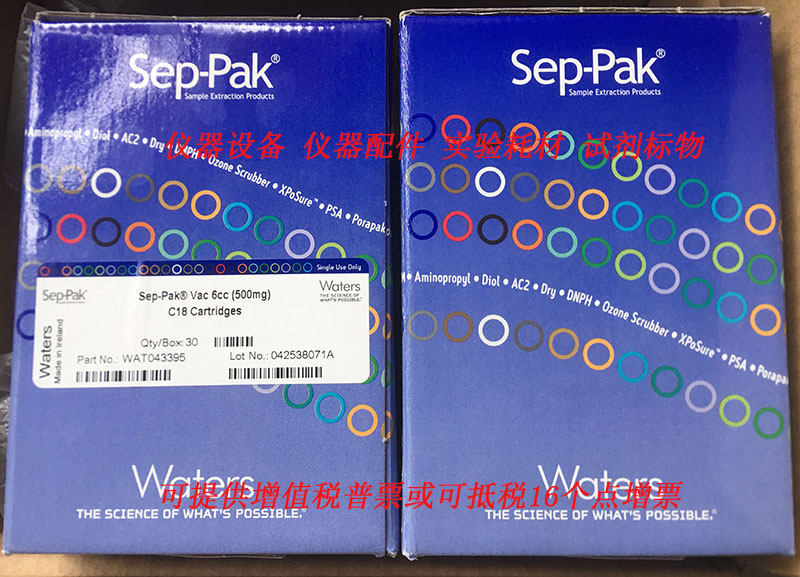 Sep-Pak®
Sample Extraction Products
Aminopropyl • Diol • AC2 • Dry • DNPH • Ozone Scrubber • XPoSure™ • PSA • Porapak
仪器设备 仪器配件 实验耗材 试剂标物
Single Use Only
Sep-Pak®
Sep-Pak® Vac 6cc (500mg)
C18 Cartridges
Waters
THE SCIENCE OF
WHAT'S POSSIBLE.®
Waters
Made in Ireland
Qty/Box: 30
Part No.: WAT043395
Lot No.: 042538071A
Waters
THE SCIENCE OF WHAT'S POSSIBLE.®
可提供增值税普票或可抵税16个点增票
Sep-Pak®
Sample Extraction Products
• Aminopropyl • Diol • AC2 • Dry • DNPH • Ozone Scrubber • XPoSure™ • PSA • Porapak
Waters
THE SCIENCE OF WHAT'S POSSIBLE.®